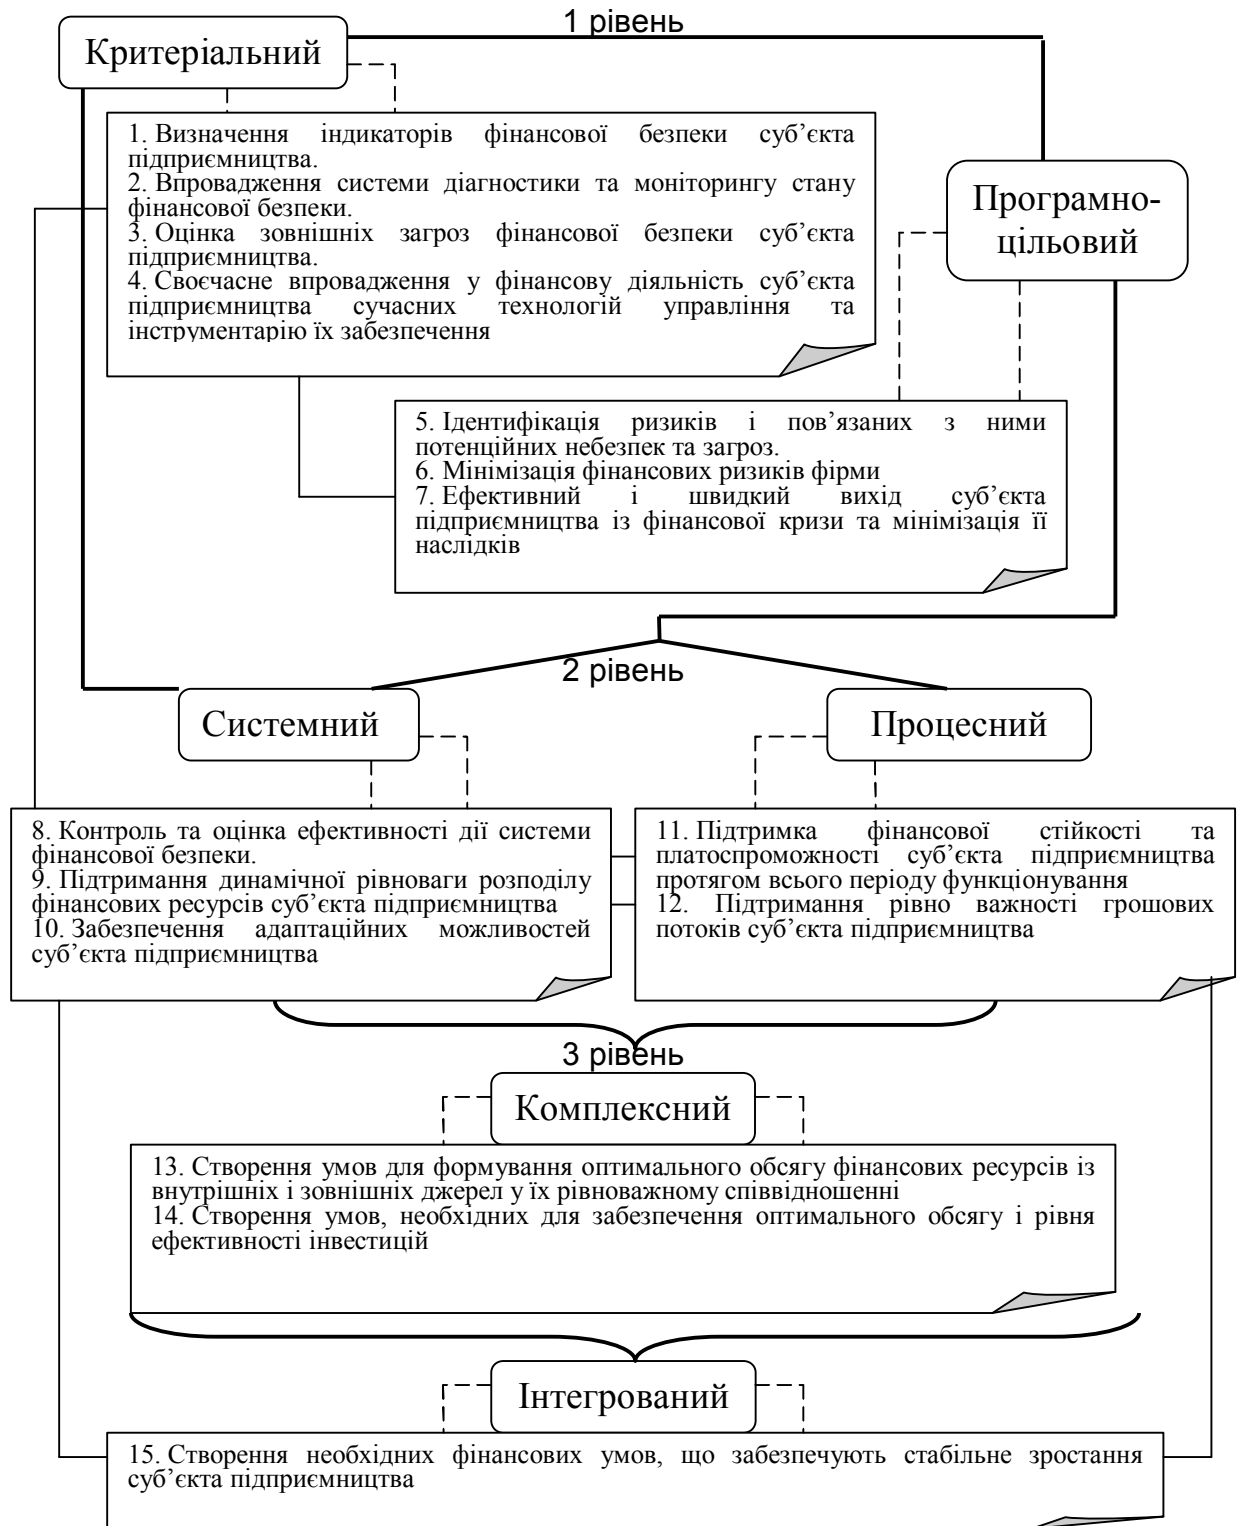 1 рівень
Критеріальний
1. Визначення індикаторів фінансової безпеки суб’єкта
підприємництва.
2. Впровадження системи діагностики та моніторингу стану
фінансової безпеки.
3. Оцінка зовнішніх загроз фінансової безпеки суб’єкта
підприємництва.
4. Своєчасне впровадження у фінансову діяльність суб’єкта
підприємництва сучасних технологій управління та
інструментарію їх забезпечення
Програмно-
цільовий
5. Ідентифікація ризиків і пов’язаних з ними
потенційних небезпек та загроз.
6. Мінімізація фінансових ризиків фірми
7. Ефективний і швидкий вихід суб’єкта
підприємництва із фінансової кризи та мінімізація її
наслідків
2 рівень
Системний
Процесний
8. Контроль та оцінка ефективності дії системи
фінансової безпеки.
9. Підтримання динамічної рівноваги розподілу
фінансових ресурсів суб’єкта підприємництва
10. Забезпечення адаптаційних можливостей
суб’єкта підприємництва
11. Підтримка фінансової стійкості та
платоспроможності суб’єкта підприємництва
протягом всього періоду функціонування
12. Підтримання рівно важності грошових
потоків суб’єкта підприємництва
3 рівень
Комплексний
13. Створення умов для формування оптимального обсягу фінансових ресурсів із
внутрішніх і зовнішніх джерел у їх рівноважному співвідношенні
14. Створення умов, необхідних для забезпечення оптимального обсягу і рівня
ефективності інвестицій
Інтегрований
15. Створення необхідних фінансових умов, що забезпечують стабільне зростання
суб’єкта підприємництва